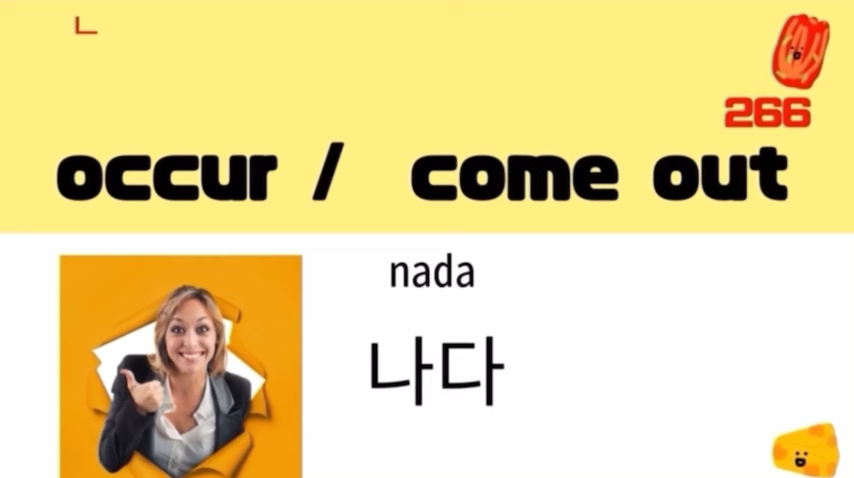 ㄴ
266
occur / come out
nada
나다